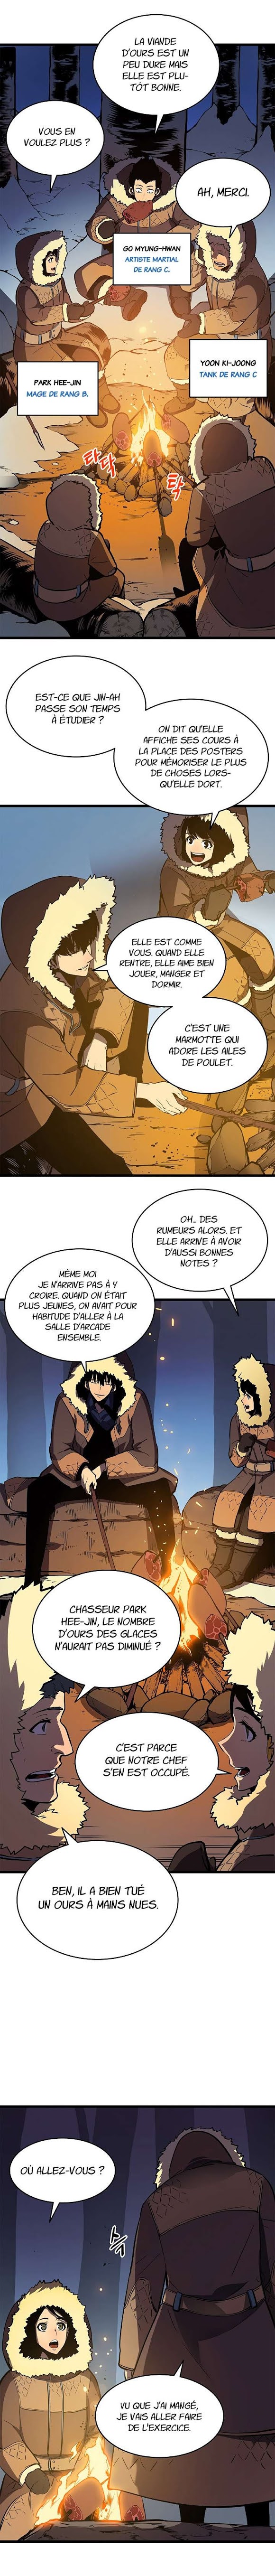 LA VIANDE
D'OURS EST UN
PEU DURE MAIS
ELLE EST PLU-
TÔT BONNE.
VOUS EN
VOULEZ PLUS ?
AH, MERCI.
GO MYUNG-HWAN
ARTISTE MARTIAL
DE RANG C.
YOON KI-JOONG
TANK DE RANG C
PARK HEE-JIN
MAGE DE RANG B.
타
닥
탁
EST-CE QUE JIN-AH
PASSE SON TEMPS
À ÉTUDIER ?
ON DIT QU'ELLE
AFFICHE SES COURS À
LA PLACE DES POSTERS
POUR MÉMORISER LE PLUS
DE CHOSES LORS-
QU'ELLE DORT.
ELLE EST COMME
VOUS. QUAND ELLE
RENTRE, ELLE AIME BIEN
JOUER, MANGER ET
DORMIR.
C'EST UNE
MARMOTTE QUI
ADORE LES AILES
DE POULET.
OH... DES
RUMEURS ALORS. ET
ELLE ARRIVE À AVOIR
D'AUSSI BONNES
NOTES ?
MÊME MOI
JE N'ARRIVE PAS À Y
CROIRE. QUAND ON ÉTAIT
PLUS JEUNES, ON AVAIT POUR
HABITUDE D'ALLER À LA
SALLE D'ARCADE
ENSEMBLE.
CHASSEUR PARK
HEE-JIN, LE NOMBRE
D'OURS DES GLACES
N'AURAIT PAS DIMINUÉ ?
C'EST PARCE
QUE NOTRE CHEF
S'EN EST OCCUPÉ.
BEN, IL A BIEN TUÉ
UN OURS À MAINS NUES.
OÙ ALLEZ-VOUS ?
VU QUE J'AI MANGÉ,
JE VAIS ALLER FAIRE
DE L'EXERCICE.